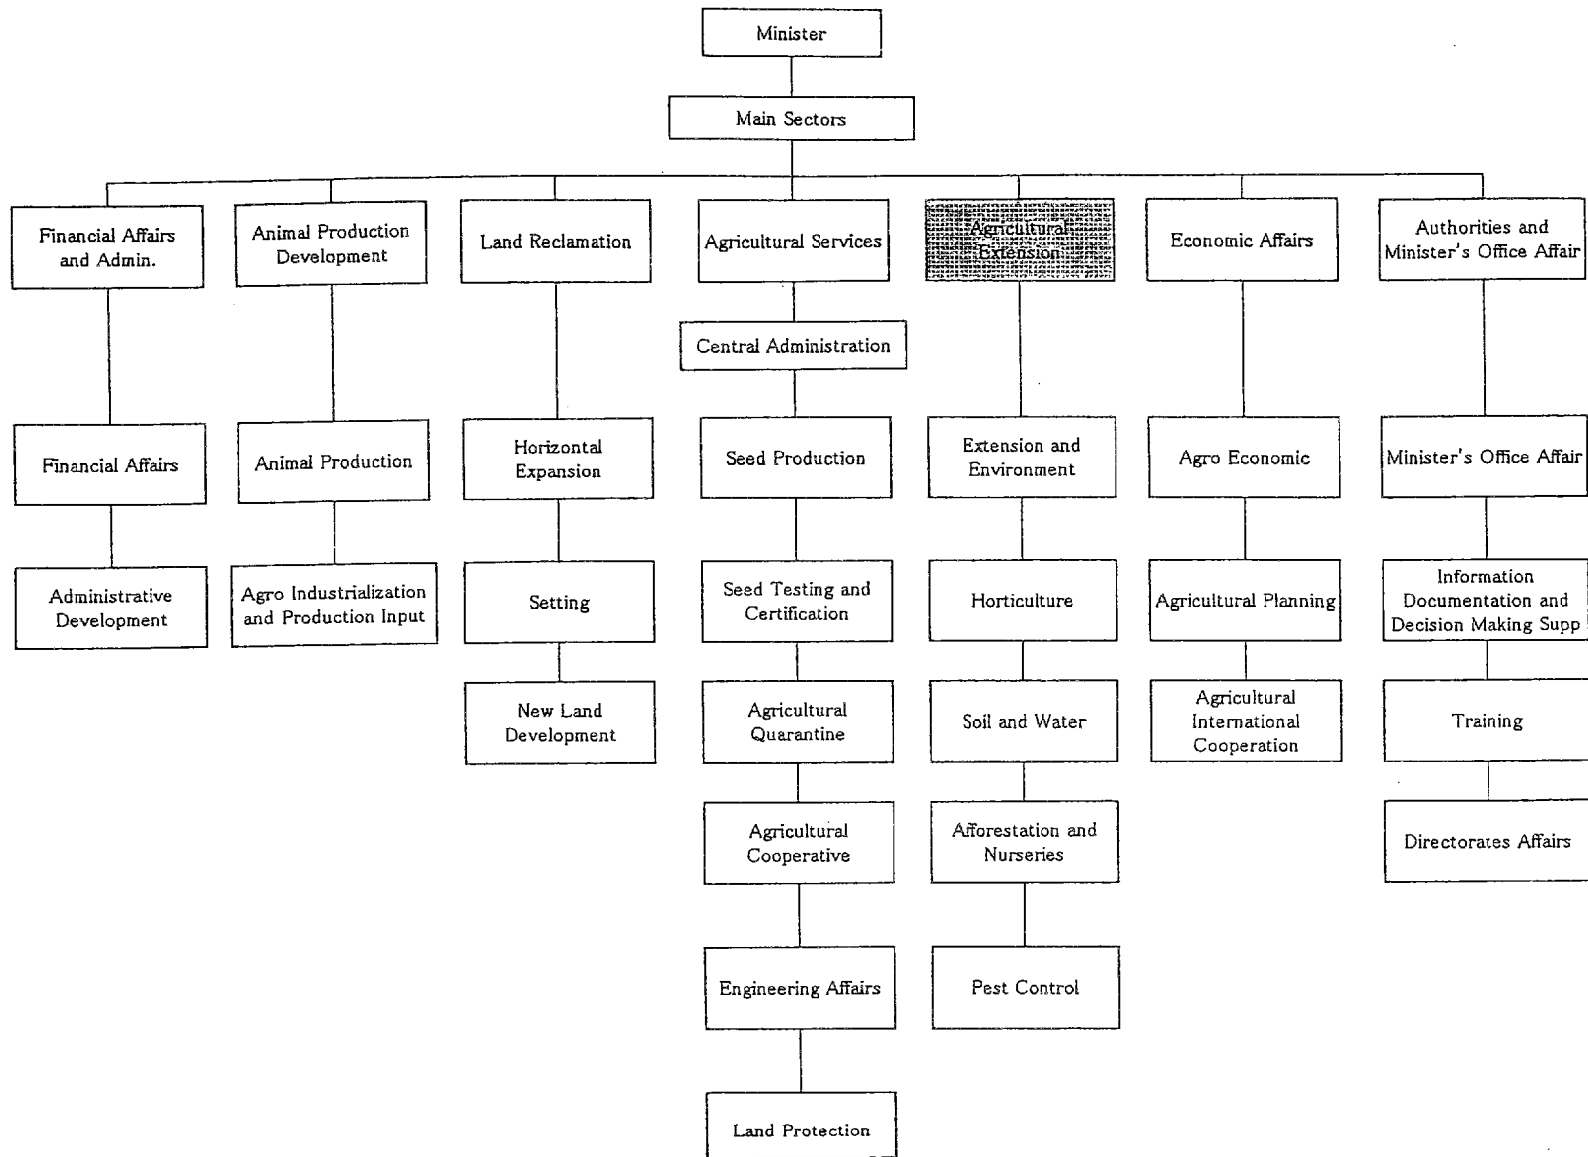 Minister
Main Sectors
Financial Affairs
and Admin.
Animal Production
Development
Land Reclamation
Agricultural Services
Agricultural
Extension
Economic Affairs
Authorities and
Minister's Office Affair
Central Administration
Financial Affairs
Animal Production
Horizontal
Expansion
Seed Production
Extension and
Environment
Agro Economic
Minister's Office Affair
Administrative
Development
Agro Industrialization
and Production Input
Setting
Seed Testing and
Certification
Horticulture
Agricultural Planning
Information
Documentation and
Decision Making Supp
New Land
Development
Agricultural
Quarantine
Soil and Water
Agricultural
International
Cooperation
Training
Agricultural
Cooperative
Afforestation and
Nurseries
Directorates Affairs
Engineering Affairs
Pest Control
Land Protection